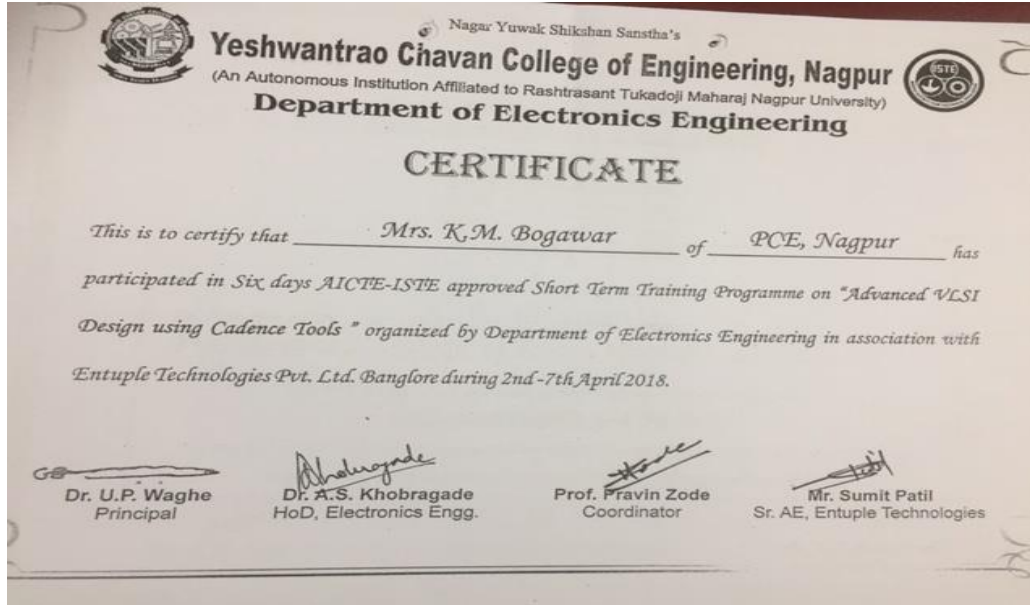 Nagar Yuwak Shikshan Sanstha's
Yeshwantrao Chavan College of Engineering, Nagpur
(An Autonomous Institution Affiliated to Rashtrasant Tukadoji Maharaj Nagpur University)
ISTE
Department of Electronics Engineering
CERTIFICATE
This is to certify that Mrs. K.M. Bogawar of PCE, Nagpur has
participated in Six days AICTE-ISTE approved Short Term Training Programme on "Advanced VLSI
Design using Cadence Tools " organized by Department of Electronics Engineering in association with
Entuple Technologies Pvt. Ltd. Banglore during 2nd-7th April 2018.
Dr. U.P. Waghe
Principal
Dr. A.S. Khobragade
HoD, Electronics Engg.
Prof. Pravin Zode
Coordinator
Mr. Sumit Patil
Sr. AE, Entuple Technologies